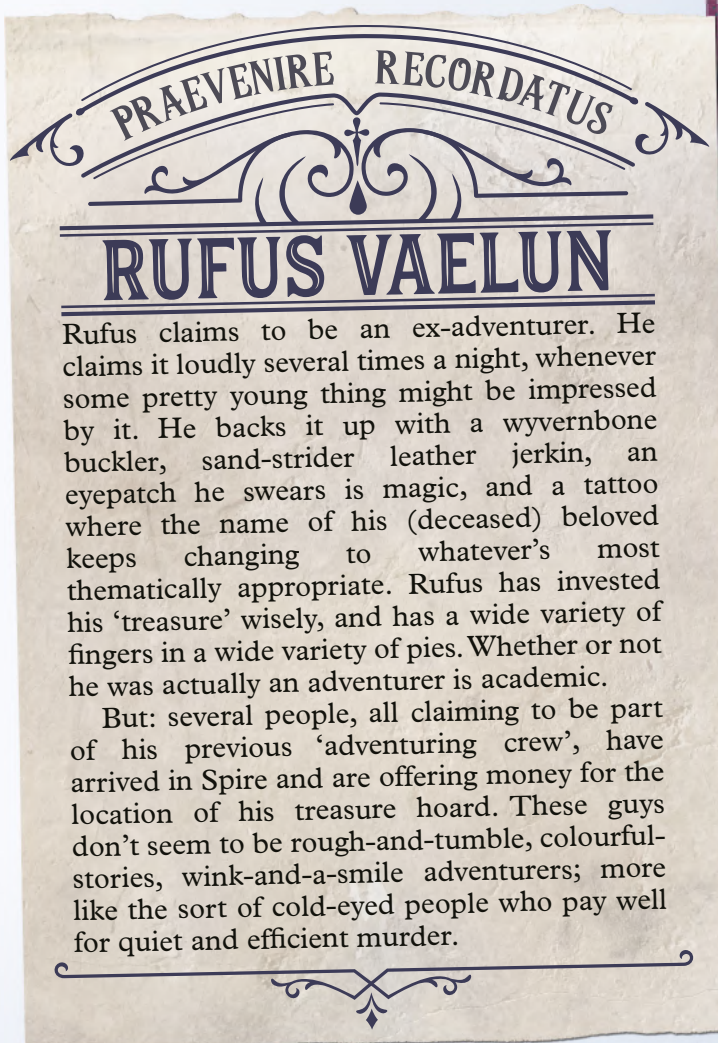 PRAEVENIRE RECORDATUS
RUFUS VAELUN
Rufus claims to be an ex-adventurer. He
claims it loudly several times a night, whenever
some pretty young thing might be impressed
by it. He backs it up with a wyvernbone
buckler, sand-strider leather jerkin, an
eyepatch he swears is magic, and a tattoo
where the name of his (deceased) beloved
keeps changing to whatever’s most
thematically appropriate. Rufus has invested
his ‘treasure’ wisely, and has a wide variety of
fingers in a wide variety of pies. Whether or not
he was actually an adventurer is academic.
But: several people, all claiming to be part
of his previous ‘adventuring crew’, have
arrived in Spire and are offering money for the
location of his treasure hoard. These guys
don’t seem to be rough-and-tumble, colourful-
stories, wink-and-a-smile adventurers; more
like the sort of cold-eyed people who pay well
for quiet and efficient murder.